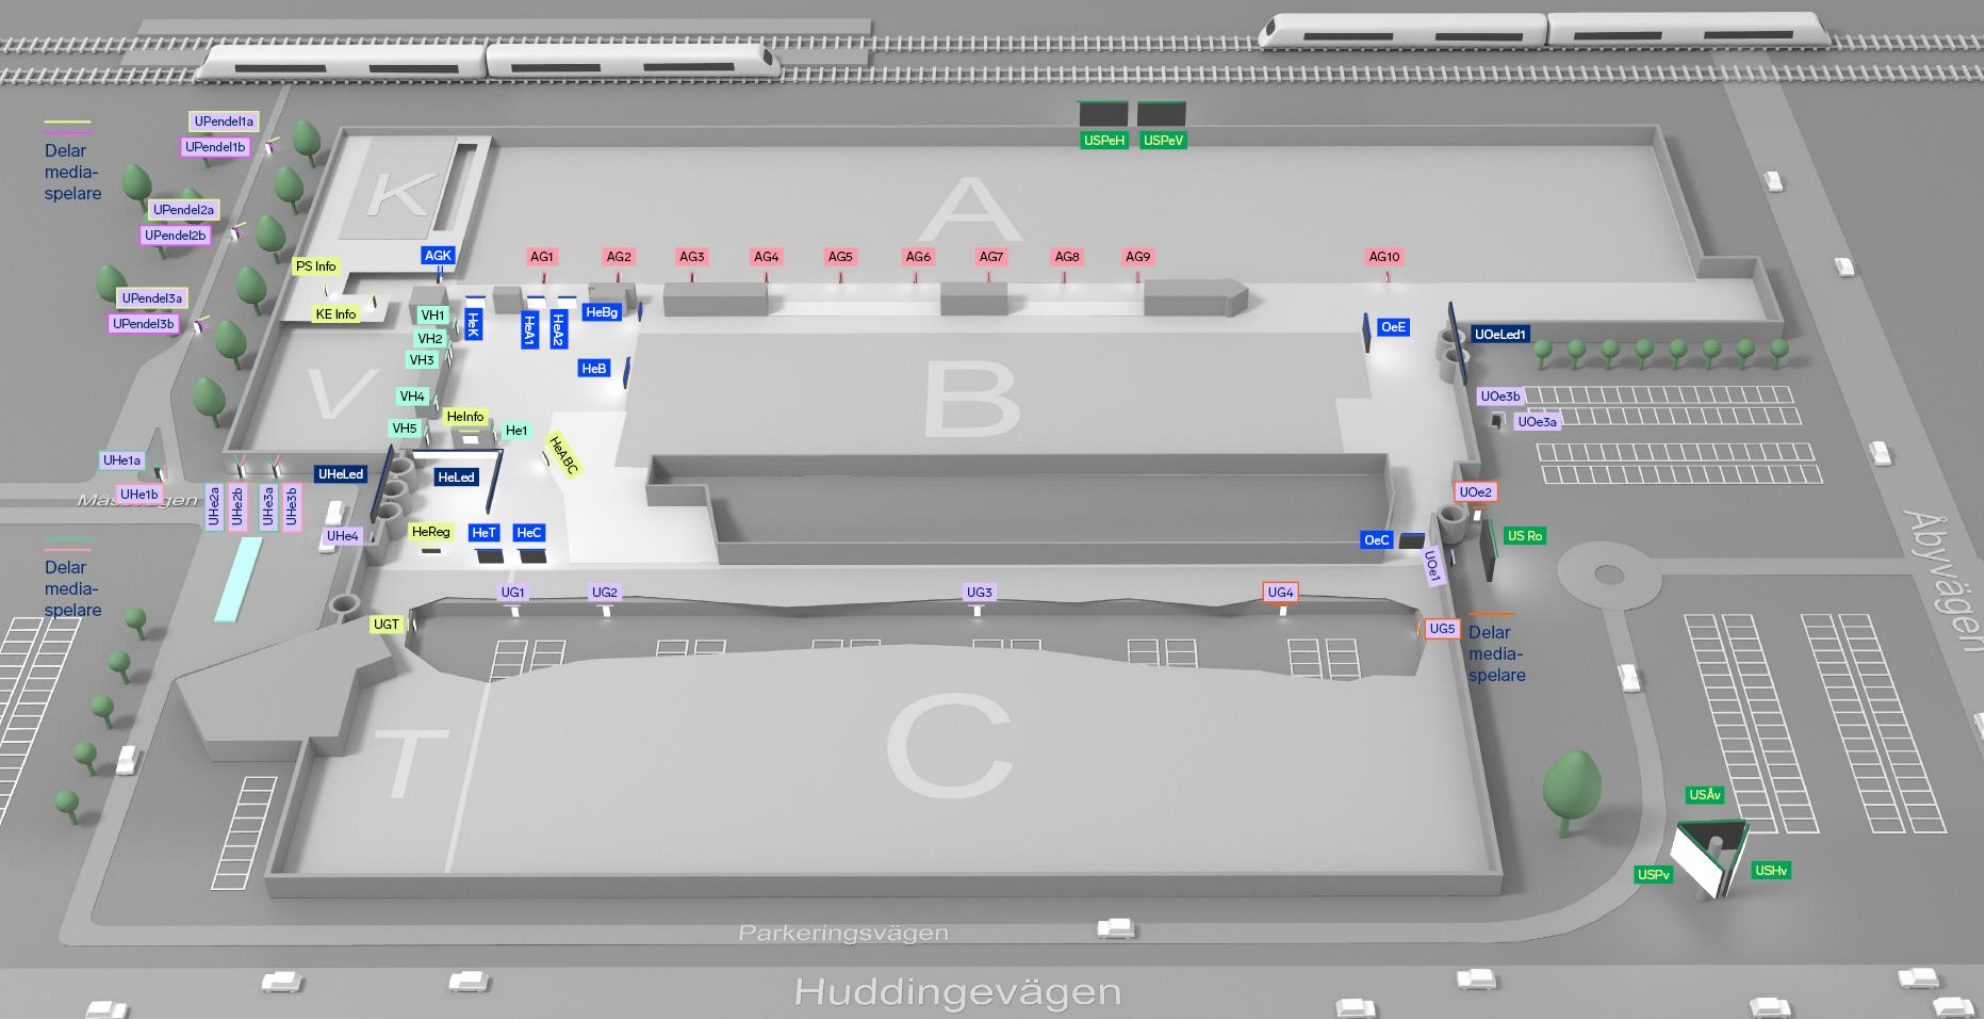 UPendel1a
UPendel1b
Delar
media-
spelare
USPeH
USPeV
K
A
UPendel2a
UPendel2b
PS Info
AGK
AG1
AG2
AG3
AG4
AG5
AG6
AG7
AG8
AG9
AG10
UPendel3a
UPendel3b
KE Info
VH1
HeK
HeA1
HeA2
HeBg
OeE
UOeLed1
VH2
VH3
HeB
V
B
VH4
UOe3b
UOe3a
HeInfo
VH5
He1
HeABC
UHe1a
UHe1b
Mässvägen
UHe2a
UHe2b
UHe3a
UHe3b
UHeLed
HeLed
UOe2
UHe4
HeReg
HeT
HeC
OeC
UOe1
US Ro
Åbyvägen
Delar
media-
spelare
UG1
UG2
UG3
UG4
UGT
UG5
Delar
media-
spelare
T
C
USÅv
USPv
USHv
Parkeringsvägen
Huddingevägen